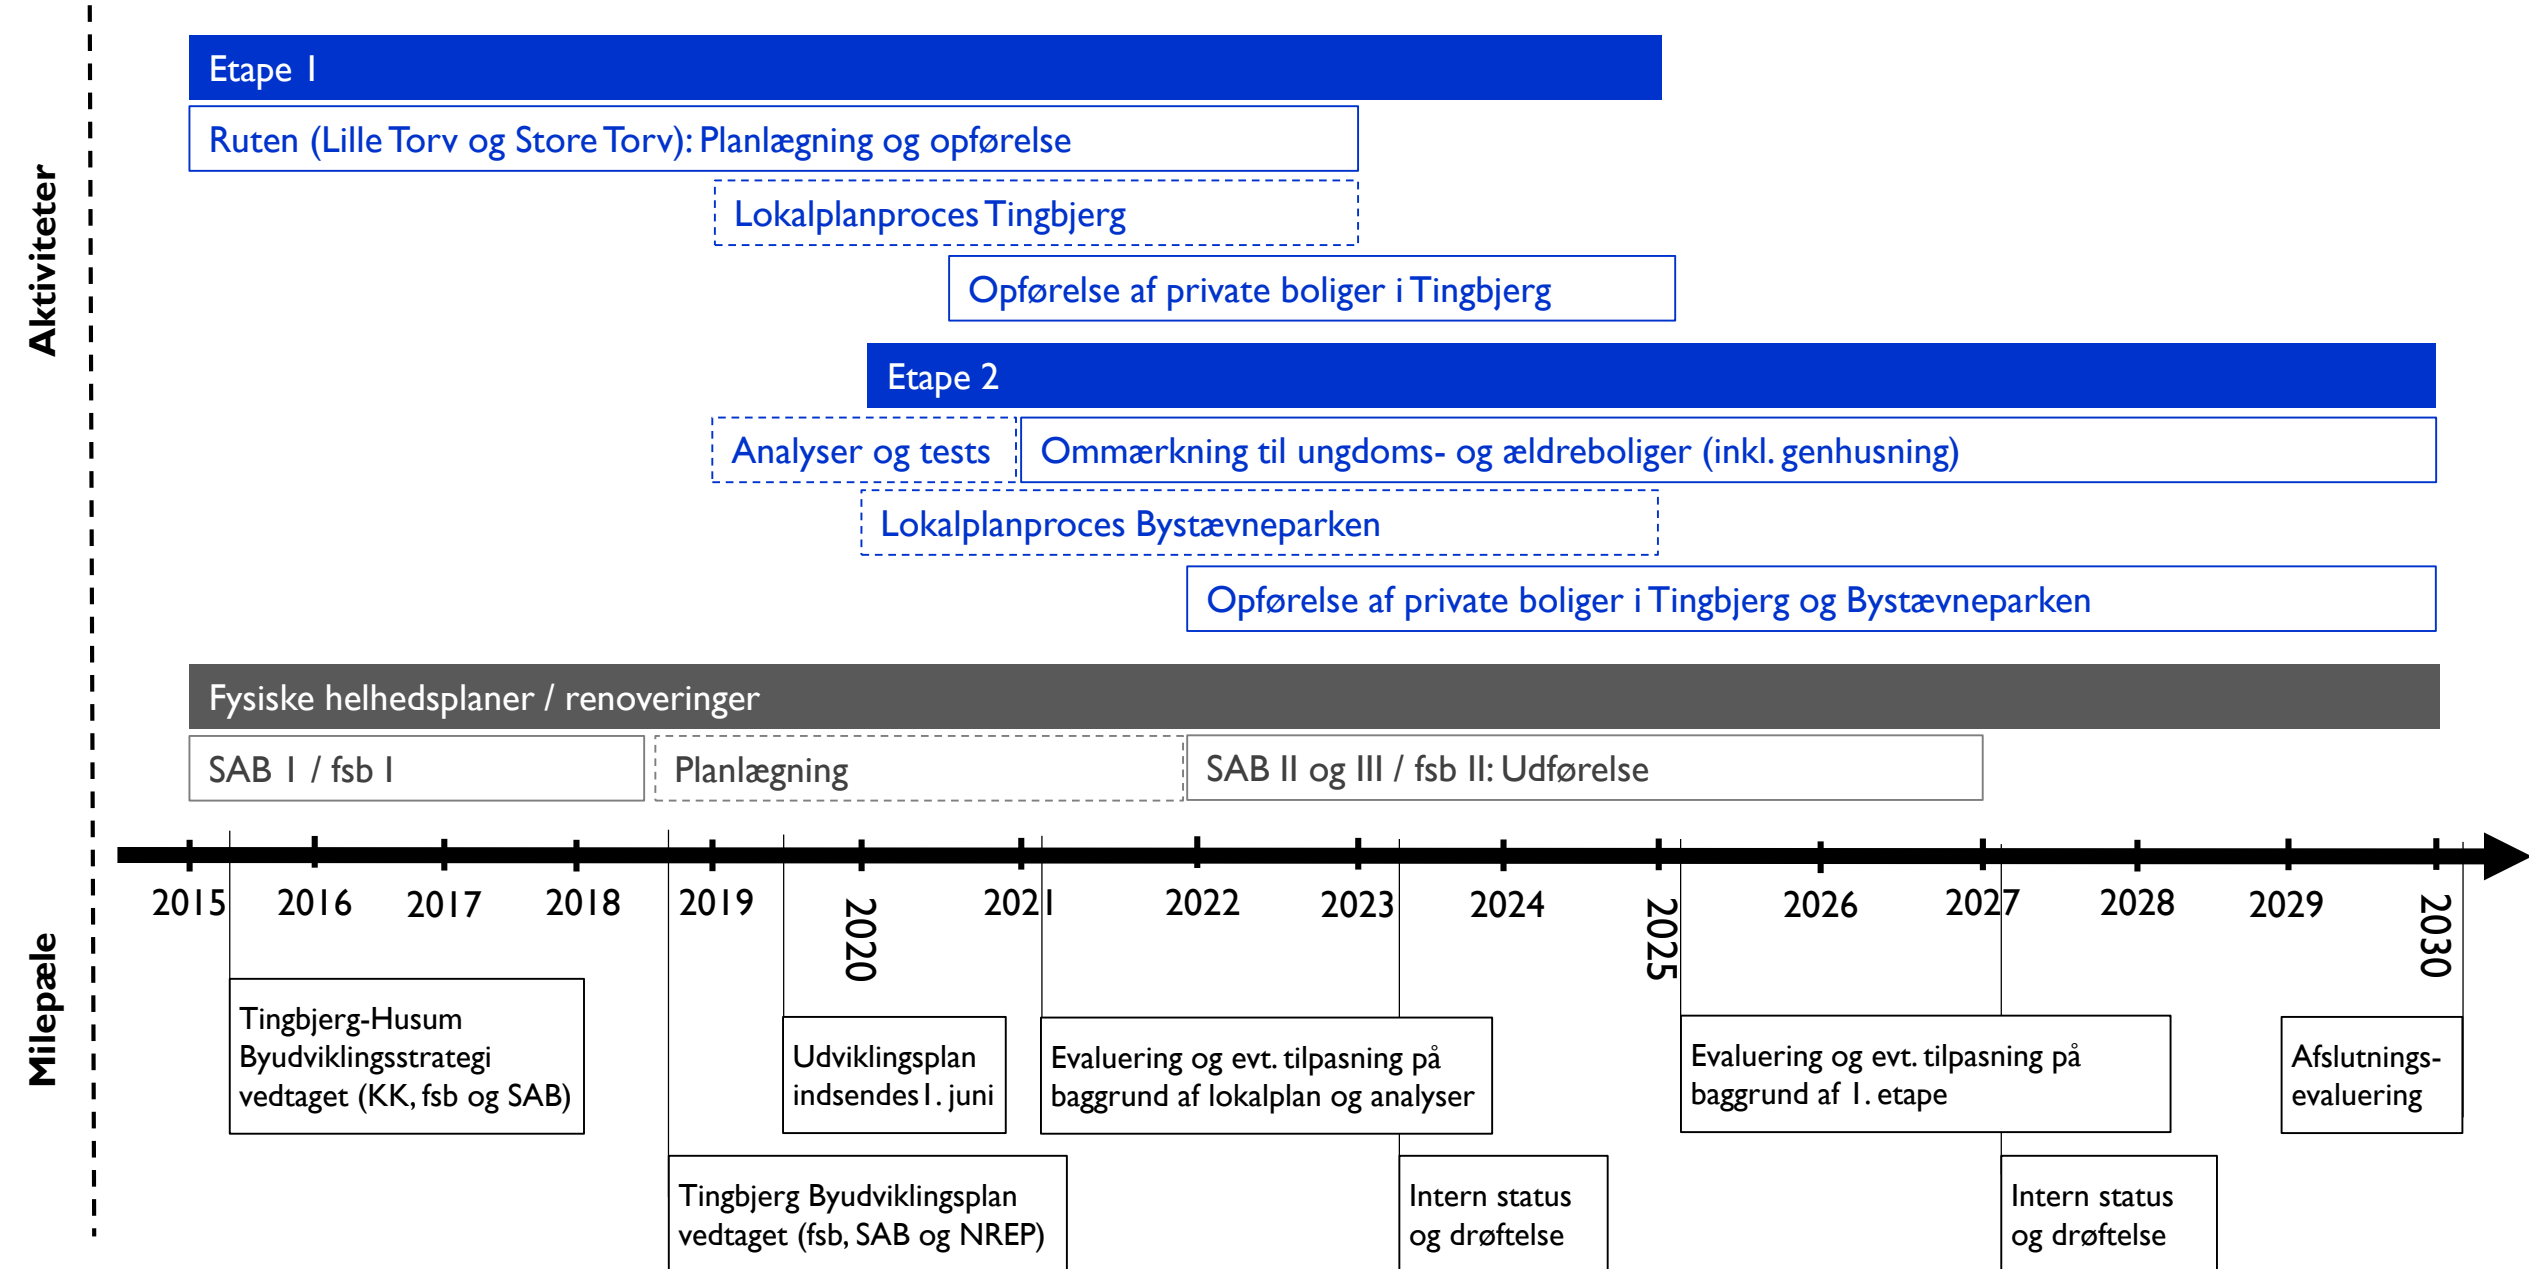 Aktiviteter
Etape 1
Ruten (Lille Torv og Store Torv): Planlægning og opførelse
Lokalplanproces Tingbjerg
Opførelse af private boliger i Tingbjerg
Etape 2
Analyser og tests
Ommærkning til ungdoms- og ældreboliger (inkl. genhusning)
Lokalplanproces Bystævneparken
Opførelse af private boliger i Tingbjerg og Bystævneparken
Fysiske helhedsplaner / renoveringer
SAB 1 / fsb I
Planlægning
SAB II og III / fsb II: Udførelse
2015
2016
2017
2018
2019
2020
2021
2022
2023
2024
2025
2026
2027
2028
2029
2030
Milepæle
Tingbjerg-Husum
Byudviklingsstrategi
vedtaget (KK, fsb og SAB)
Udviklingsplan
indsendes1. juni
Evaluering og evt. tilpasning på
baggrund af lokalplan og analyser
Evaluering og evt. tilpasning på
baggrund af 1. etape
Afslutnings-
evaluering
Tingbjerg Byudviklingsplan
vedtaget (fsb, SAB og NREP)
Intern status
og drøftelse
Intern status
og drøftelse